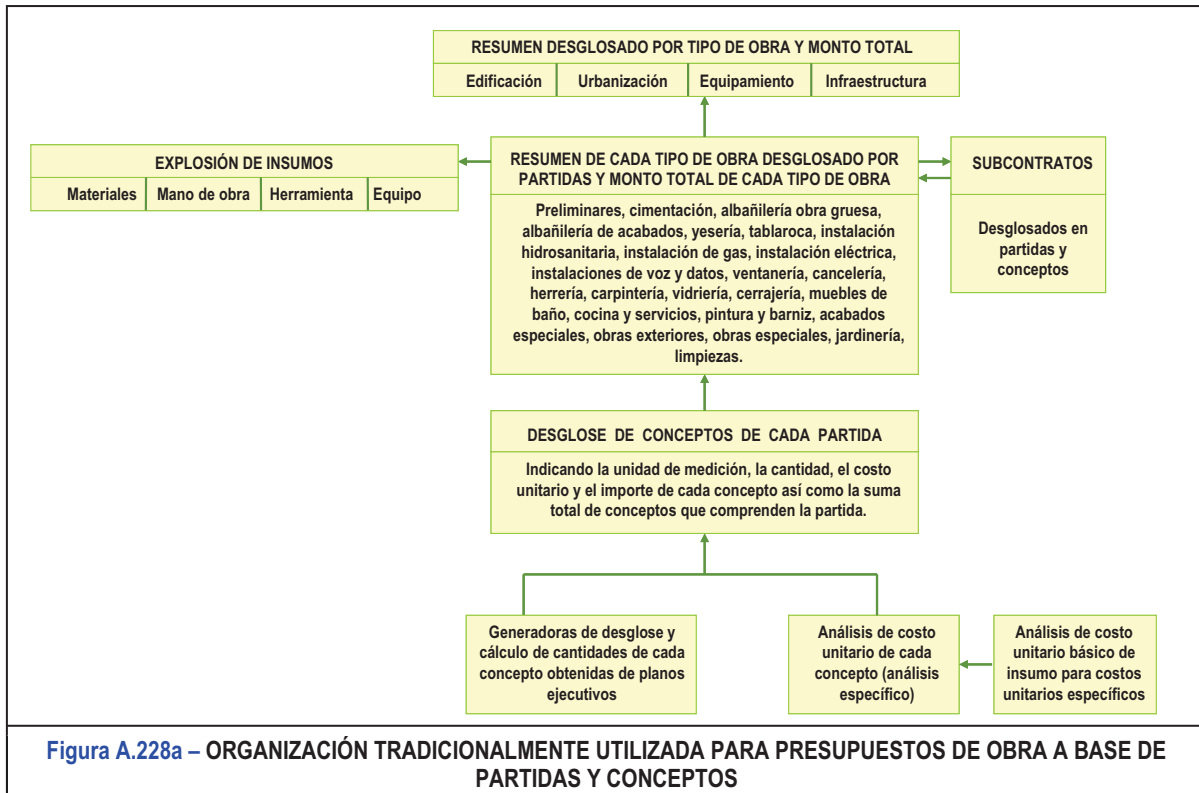 RESUMEN DESGLOSADO POR TIPO DE OBRA Y MONTO TOTAL
Edificación Urbanización Equipamiento Infraestructura
EXPLOSIÓN DE INSUMOS
Materiales Mano de obra Herramienta Equipo
RESUMEN DE CADA TIPO DE OBRA DESGLOSADO POR
PARTIDAS Y MONTO TOTAL DE CADA TIPO DE OBRA
Preliminares, cimentación, albañilería obra gruesa,
albañilería de acabados, yesería, tablaroca, instalación
hidrosanitaria, instalación de gas, instalación eléctrica,
instalaciones de voz y datos, ventanería, cancelería,
herrería, carpintería, vidriería, cerrajería, muebles de
baño, cocina y servicios, pintura y barniz, acabados
especiales, obras exteriores, obras especiales, jardinería,
limpiezas.
SUBCONTRATOS
Desglosados en
partidas y
conceptos
DESGLOSE DE CONCEPTOS DE CADA PARTIDA
Indicando la unidad de medición, la cantidad, el costo
unitario y el importe de cada concepto así como la suma
total de conceptos que comprenden la partida.
Generadoras de desglose y
cálculo de cantidades de cada
concepto obtenidas de planos
ejecutivos
Análisis de costo
unitario de cada
concepto (análisis
específico)
Análisis de costo
unitario básico de
insumo para costos
unitarios específicos
Figura A.228a – ORGANIZACIÓN TRADICIONALMENTE UTILIZADA PARA PRESUPUESTOS DE OBRA A BASE DE
PARTIDAS Y CONCEPTOS